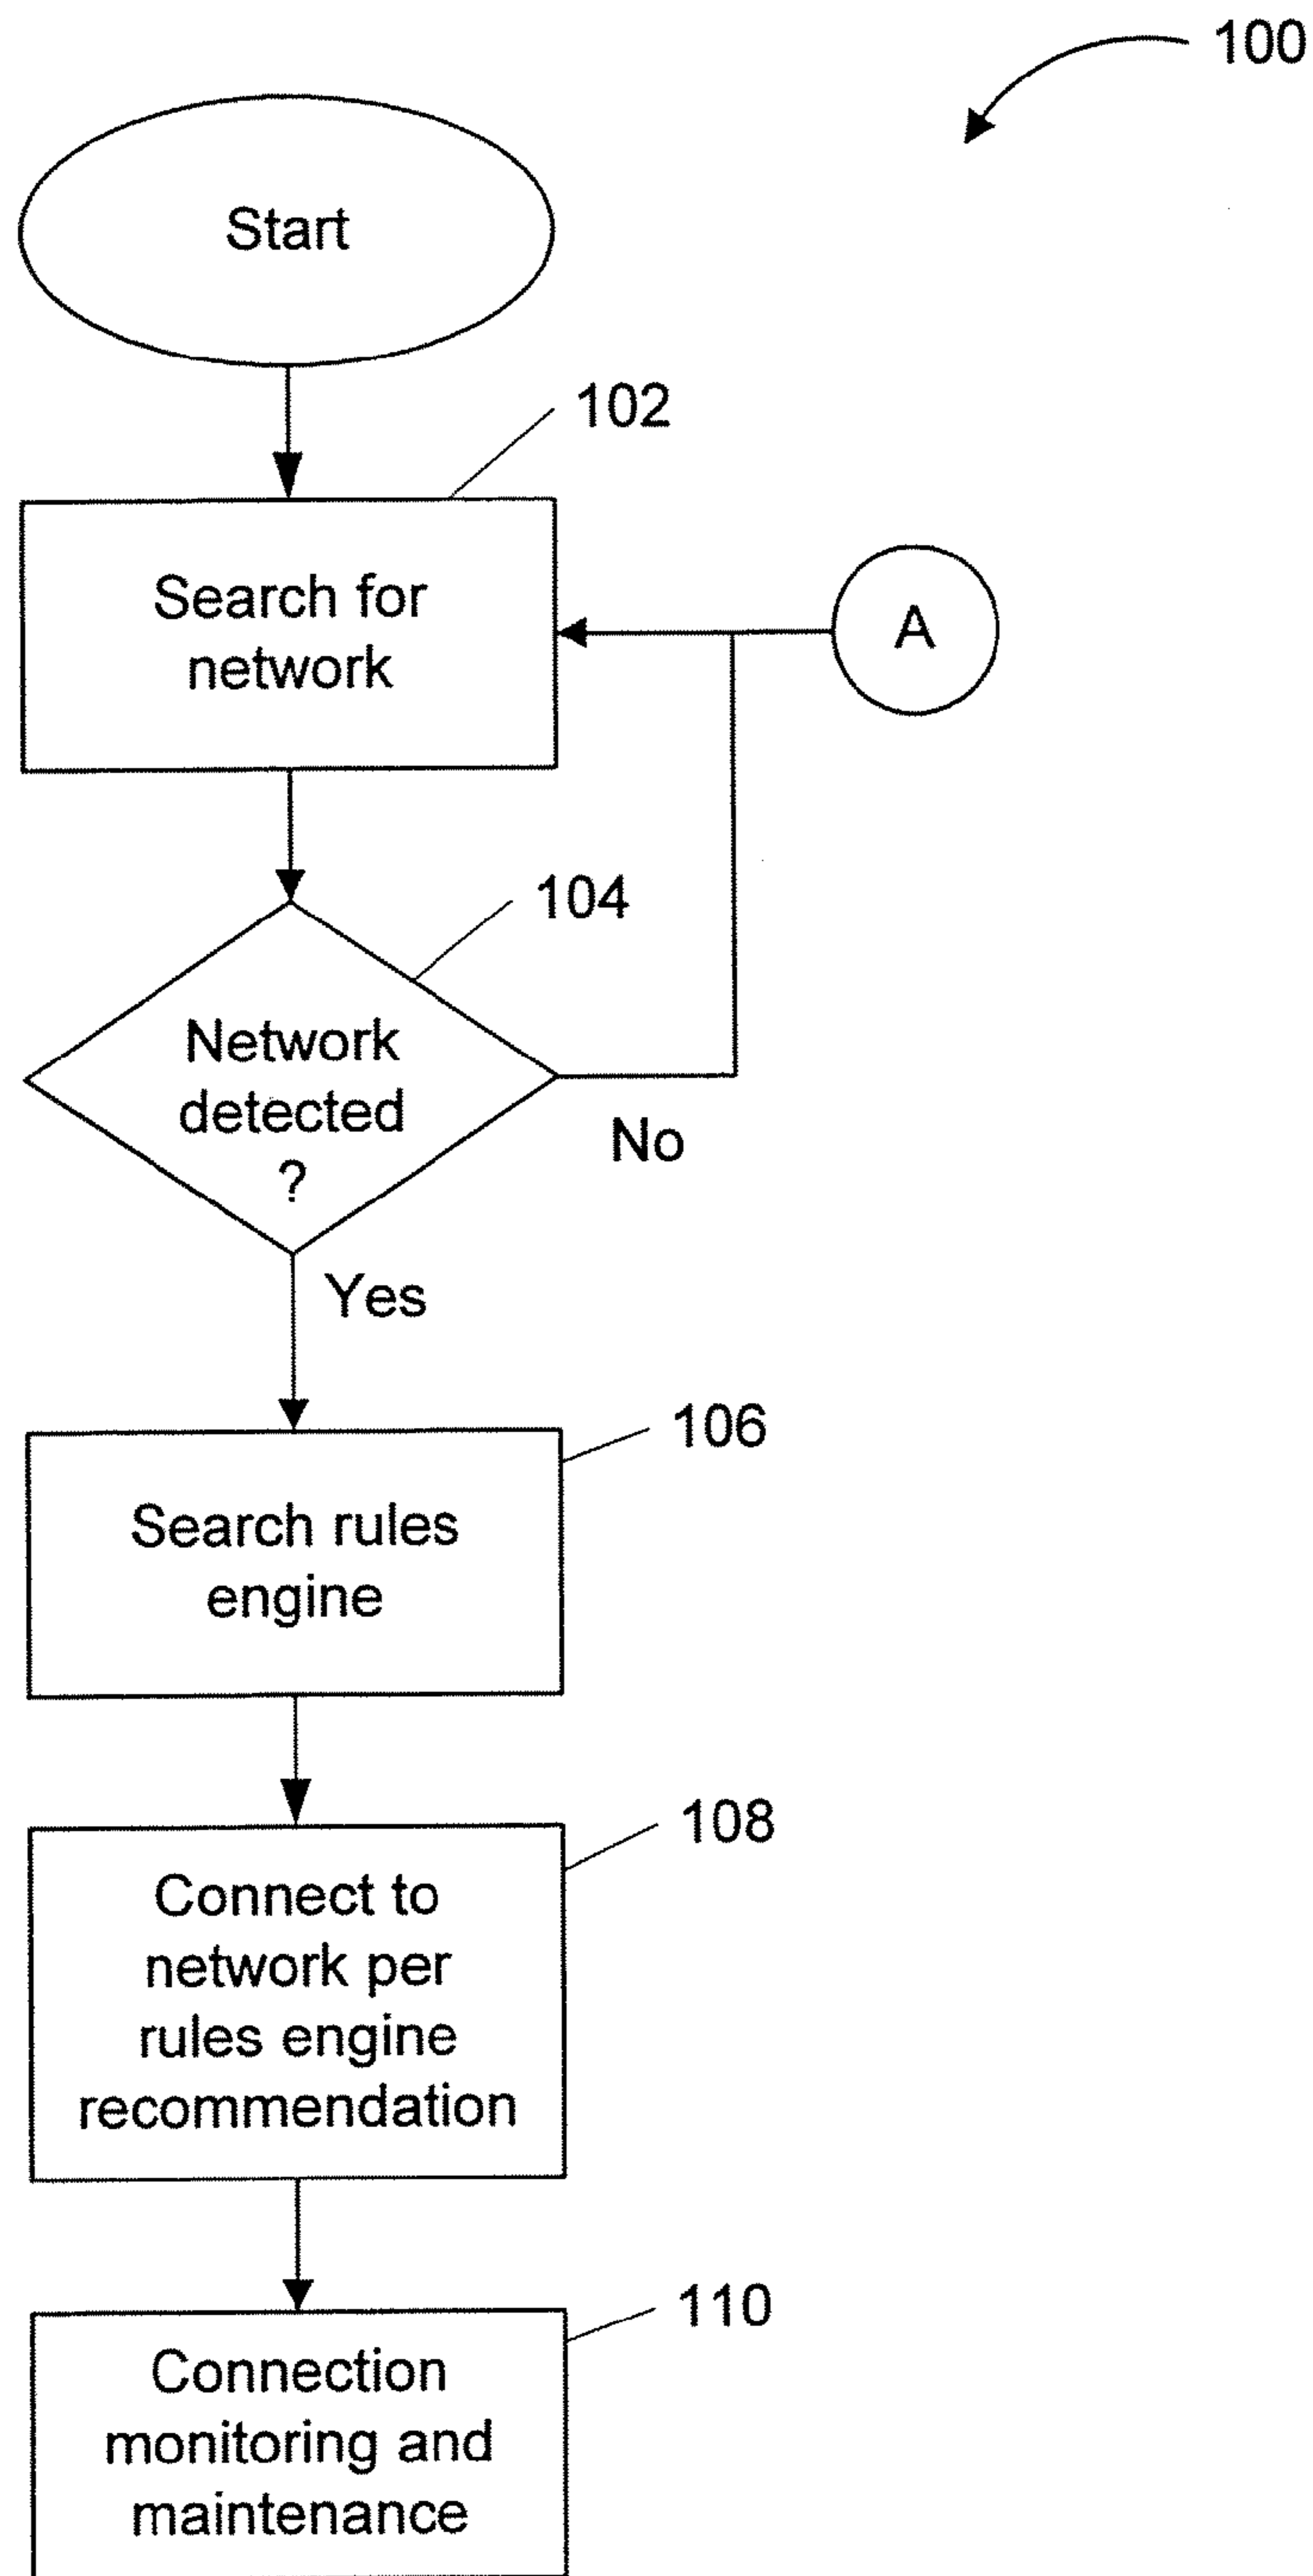 100
Start
102
Search for
network
A
104
Network
detected
?
No
Yes
106
Search rules
engine
108
Connect to
network per
rules engine
recommendation
110
Connection
monitoring and
maintenance